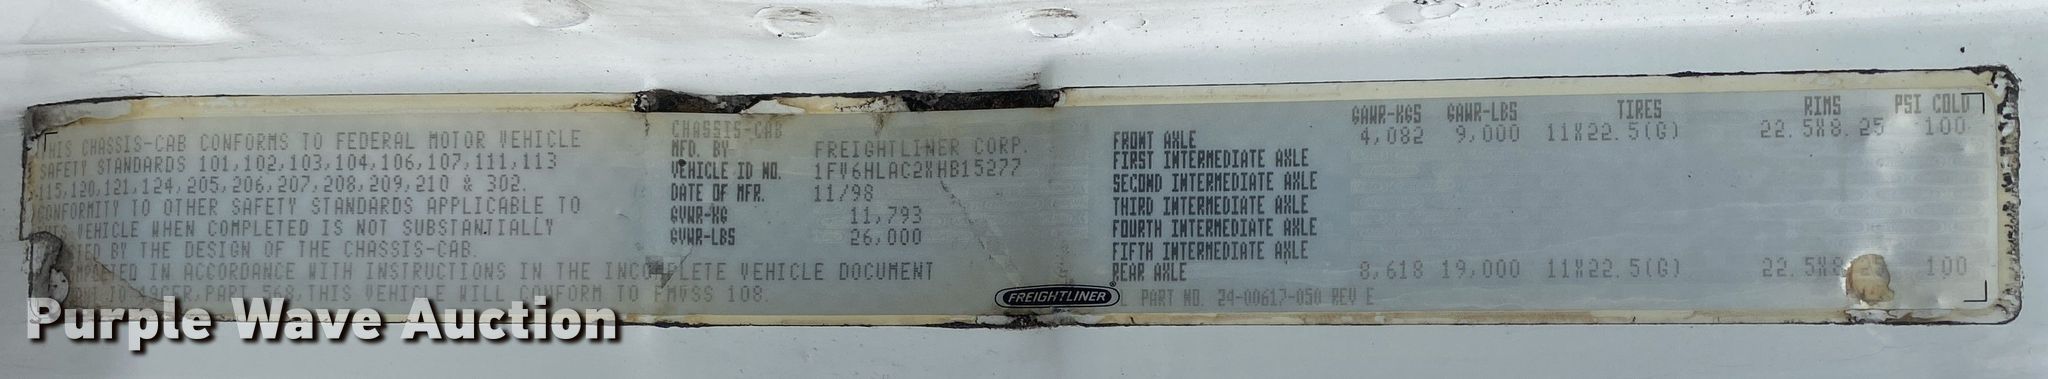 THIS CHASSIS-CAB CONFORMS TO FEDERAL MOTOR VEHICLE
SAFETY STANDARDS 101,102,103,104,106,107,111,113
115,120,121,124,205,206,207,208,209,210 & 302.
CONFORMITY TO OTHER SAFETY STANDARDS APPLICABLE TO
THIS VEHICLE WHEN COMPLETED IS NOT SUBSTANTIALLY
BY THE DESIGN OF THE CHASSIS-CAB.
IN ACCORDANCE WITH INSTRUCTIONS IN THE INCOMPLETE VEHICLE DOCUMENT
PART 568, THIS VEHICLE WILL CONFORM TO FMVSS 108.
CHASSIS-CAB
MFD. BY FREIGHTLINER CORP.
VEHICLE ID NO. 1FV6HLAC2XHB15277
DATE OF MFR. 11/98
GVWR-KG 11,793
GVWR-LBS 26,000
GAWR-KGS GAWR-LBS TIRES RIMS PSI COLD
FRONT AXLE 4,082 9,000 11X22.5(G) 22.5X8.25 100
FIRST INTERMEDIATE AXLE
SECOND INTERMEDIATE AXLE
THIRD INTERMEDIATE AXLE
FOURTH INTERMEDIATE AXLE
FIFTH INTERMEDIATE AXLE
REAR AXLE 8,618 19,000 11X22.5(G) 22.5X8.25 100
FREIGHTLINER
PART NO. 24-00617-050 REV E
Purple Wave Auction